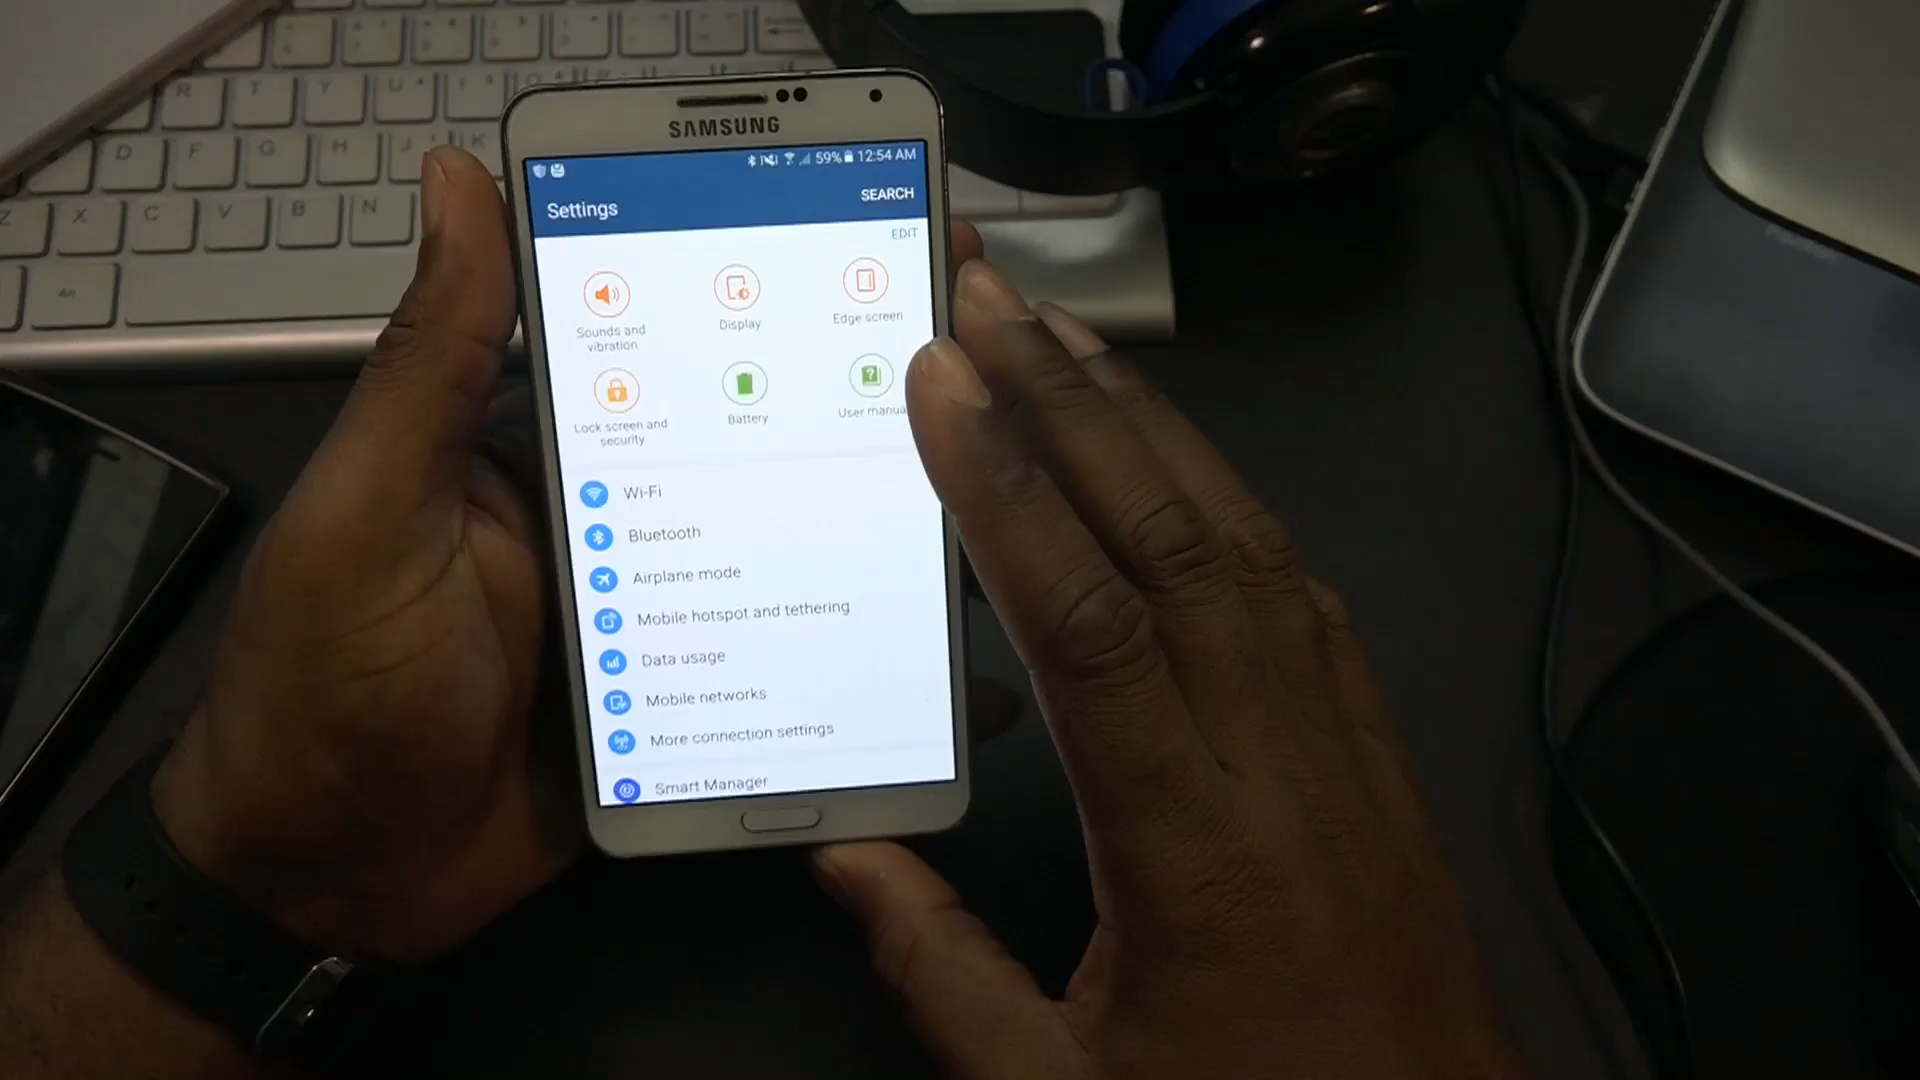 R T Y U I
D F G H J K
Z X C V B N
Alt
SAMSUNG
59% 12:54 AM
Settings
SEARCH
EDIT
Sounds and
vibration
Display
Edge screen
Lock screen and
security
Battery
User manua
Wi-Fi
Bluetooth
Airplane mode
Mobile hotspot and tethering
Data usage
Mobile networks
More connection settings
Smart Manager